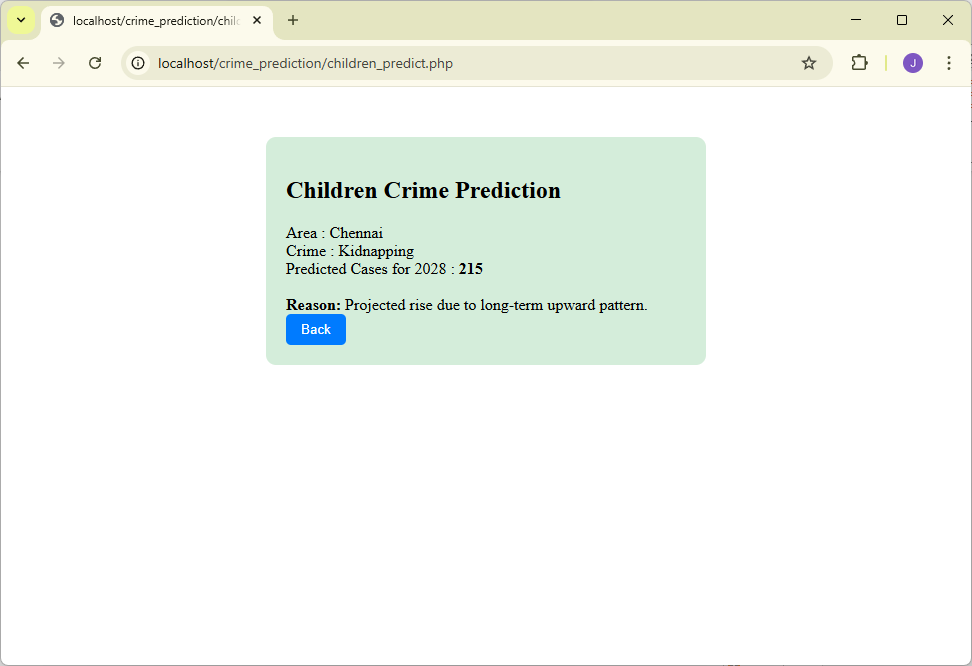 localhost/crime_prediction/chil
localhost/crime_prediction/children_predict.php
J
Children Crime Prediction
Area : Chennai
Crime : Kidnapping
Predicted Cases for 2028 : 215
Reason: Projected rise due to long-term upward pattern.
Back